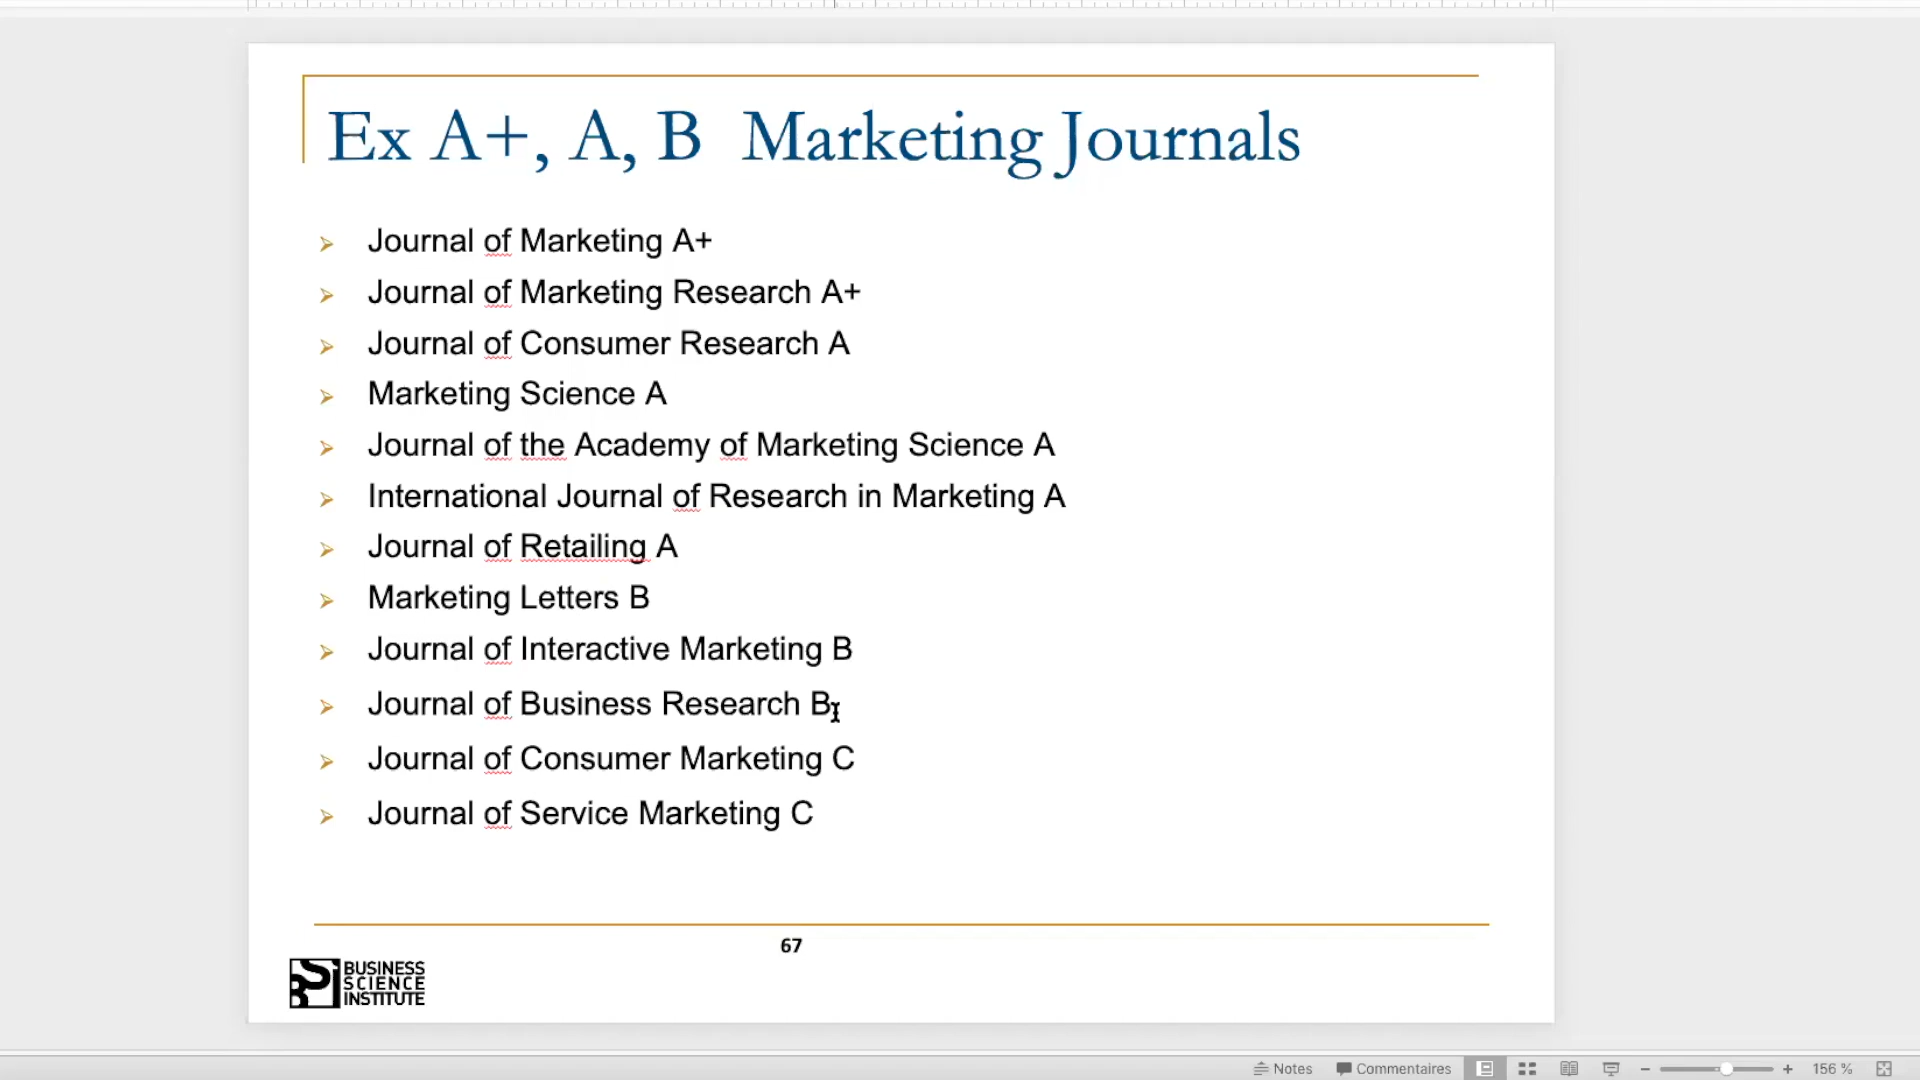 Ex A+, A, B Marketing Journals
Journal of Marketing A+
Journal of Marketing Research A+
Journal of Consumer Research A
Marketing Science A
Journal of the Academy of Marketing Science A
International Journal of Research in Marketing A
Journal of Retailing A
Marketing Letters B
Journal of Interactive Marketing B
Journal of Business Research B
Journal of Consumer Marketing C
Journal of Service Marketing C
67
BUSINESS
SCIENCE
INSTITUTE
Notes Commentaires 156 %